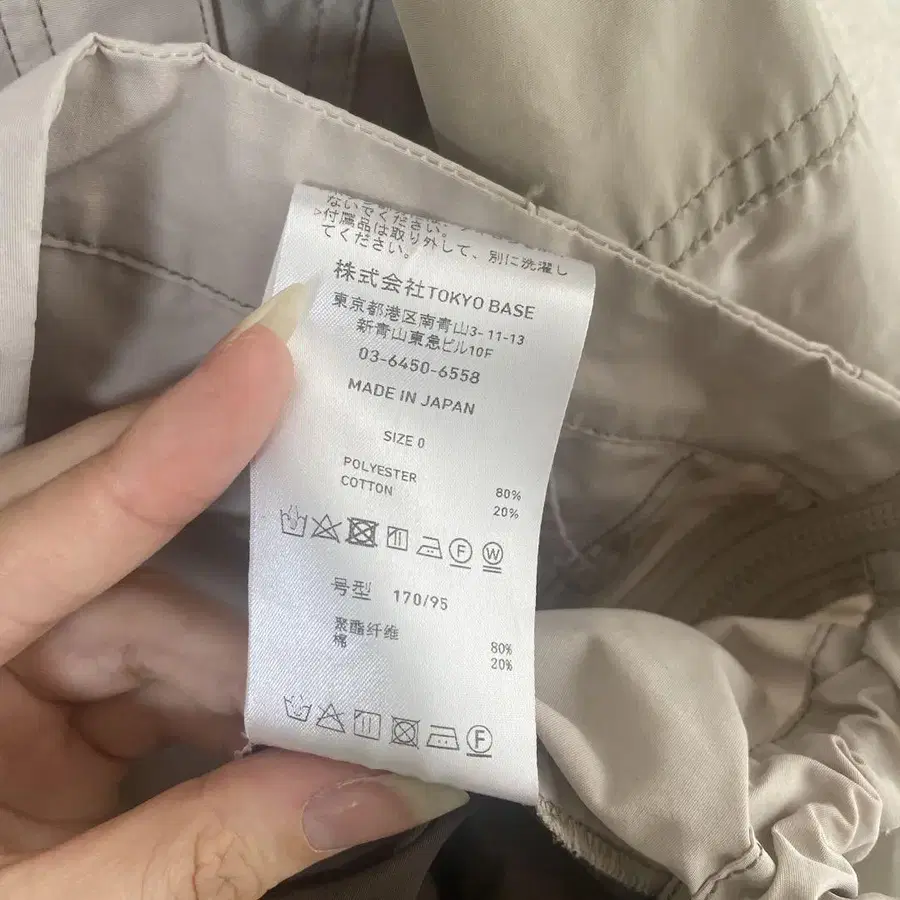 ないでください。
>付属品は取り外して、別に洗濯し
てください。
株式会社TOKYO BASE
東京都港区南青山3-11-13
新青山東急ビル10F
03-6450-6558
MADE IN JAPAN
SIZE 0
POLYESTER 80%
COTTON 20%
F W
号型 170/95
聚酯纤维 80%
棉 20%
F